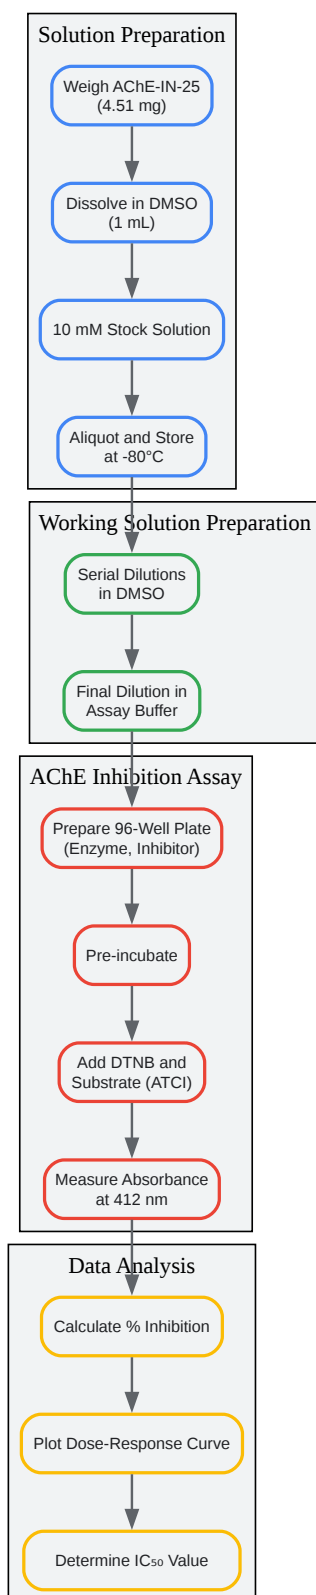 Solution Preparation
Weigh AChE-IN-25
(4.51 mg)
Dissolve in DMSO
(1 mL)
10 mM Stock Solution
Aliquot and Store
at -80°C
Working Solution Preparation
Serial Dilutions
in DMSO
Final Dilution in
Assay Buffer
AChE Inhibition Assay
Prepare 96-Well Plate
(Enzyme, Inhibitor)
Pre-incubate
Add DTNB and
Substrate (ATCI)
Measure Absorbance
at 412 nm
Data Analysis
Calculate % Inhibition
Plot Dose-Response Curve
Determine IC₅₀ Value